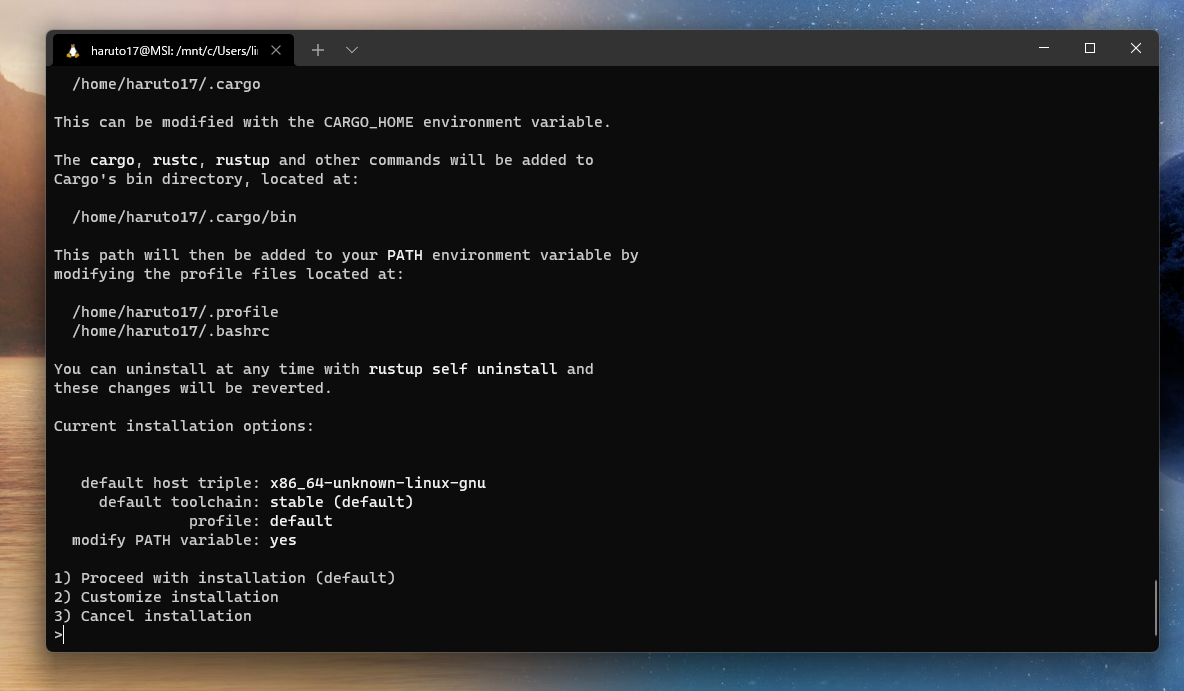 haruto17@MSI: /mnt/c/Users/li
/home/haruto17/.cargo
This can be modified with the CARGO_HOME environment variable.
The cargo, rustc, rustup and other commands will be added to
Cargo's bin directory, located at:
/home/haruto17/.cargo/bin
This path will then be added to your PATH environment variable by
modifying the profile files located at:
/home/haruto17/.profile
/home/haruto17/.bashrc
You can uninstall at any time with rustup self uninstall and
these changes will be reverted.
Current installation options:
default host triple: x86_64-unknown-linux-gnu
default toolchain: stable (default)
profile: default
modify PATH variable: yes
1) Proceed with installation (default)
2) Customize installation
3) Cancel installation
>